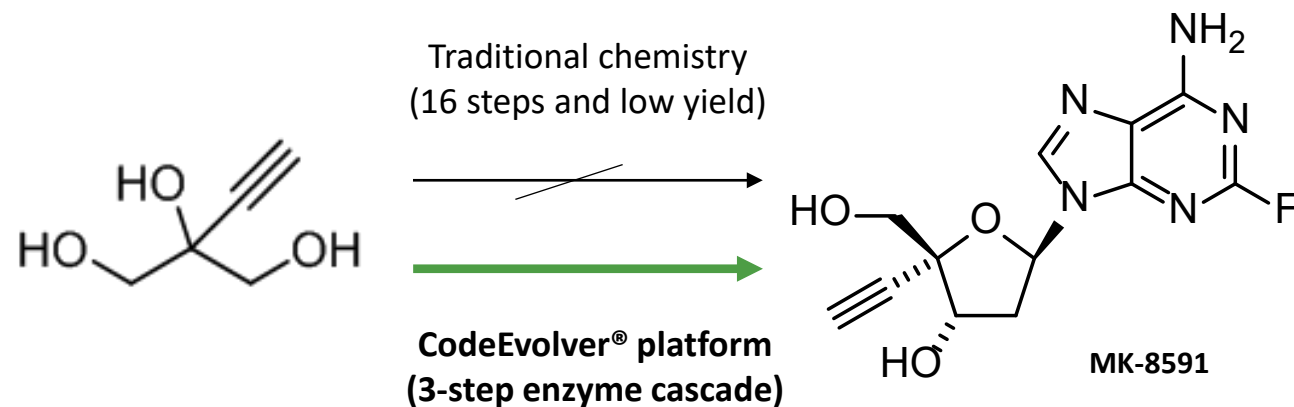 Traditional chemistry
(16 steps and low yield)
CodeEvolver® platform
(3-step enzyme cascade)
HO
HO
OH
NH2
N
N
N
N
F
O
HO
HO
MK-8591